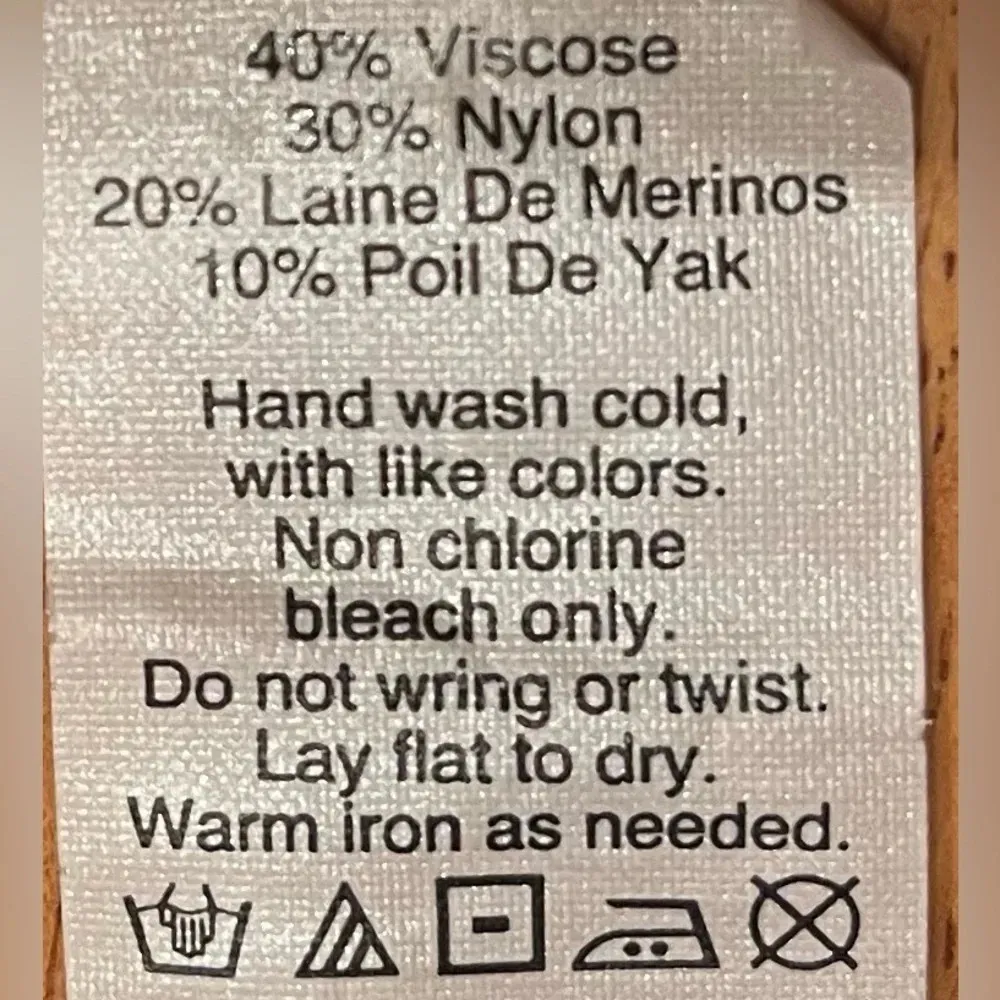 40% Viscose
30% Nylon
20% Laine De Merinos
10% Poil De Yak
Hand wash cold,
with like colors.
Non chlorine
bleach only.
Do not wring or twist.
Lay flat to dry.
Warm iron as needed.